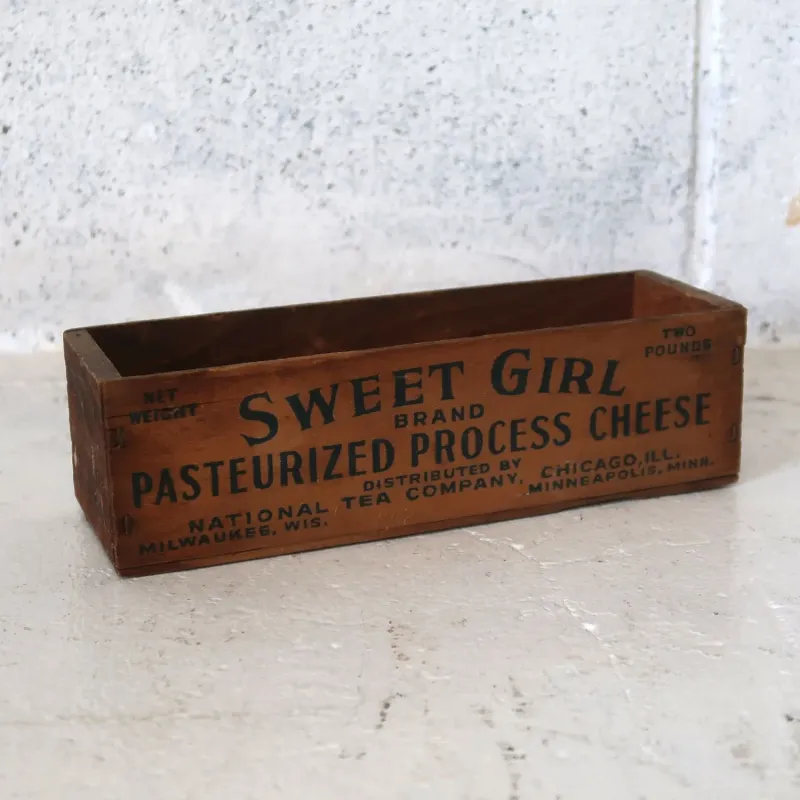 NET WEIGHT
TWO POUNDS
SWEET GIRL
BRAND
PASTEURIZED PROCESS CHEESE
DISTRIBUTED BY
NATIONAL TEA COMPANY,
CHICAGO, ILL.
MILWAUKEE, WIS.
MINNEAPOLIS, MINN.